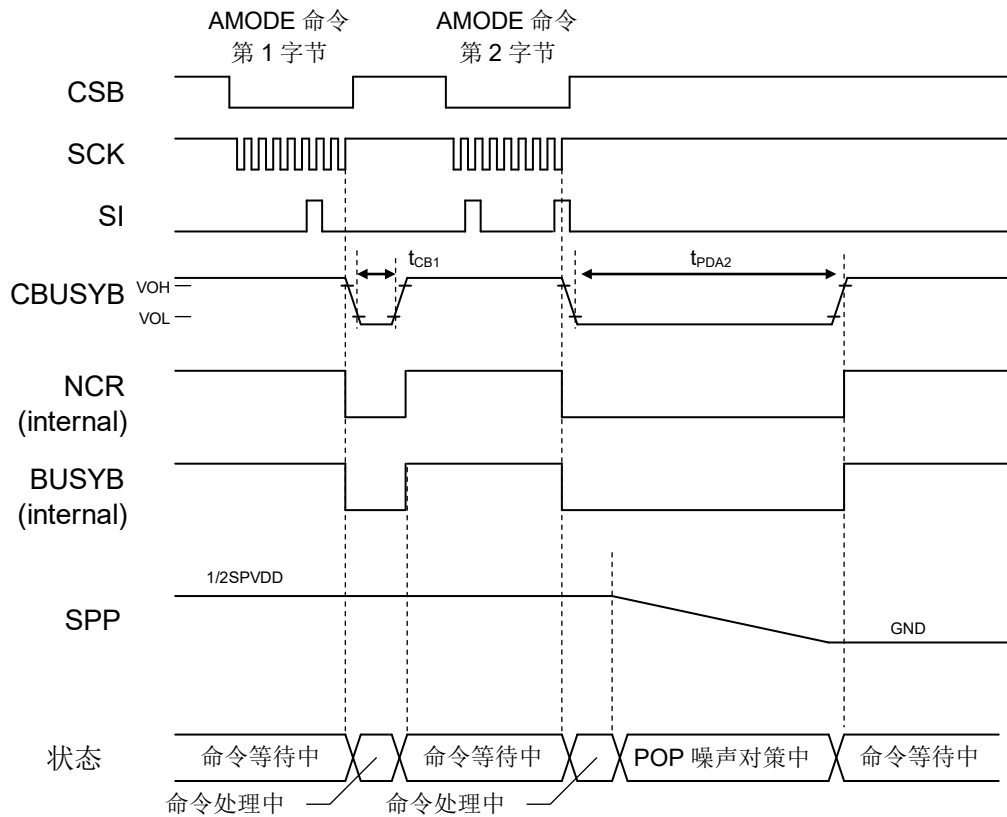 AMODE 命令 AMODE 命令
第 1 字节 第 2 字节
CSB
SCK
SI
tCB1 tPDA2
CBUSYB VOH
VOL
NCR
(internal)
BUSYB
(internal)
1/2SPVDD
SPP GND
状态 命令等待中 命令等待中 POP 噪声对策中 命令等待中
命令处理中 命令处理中